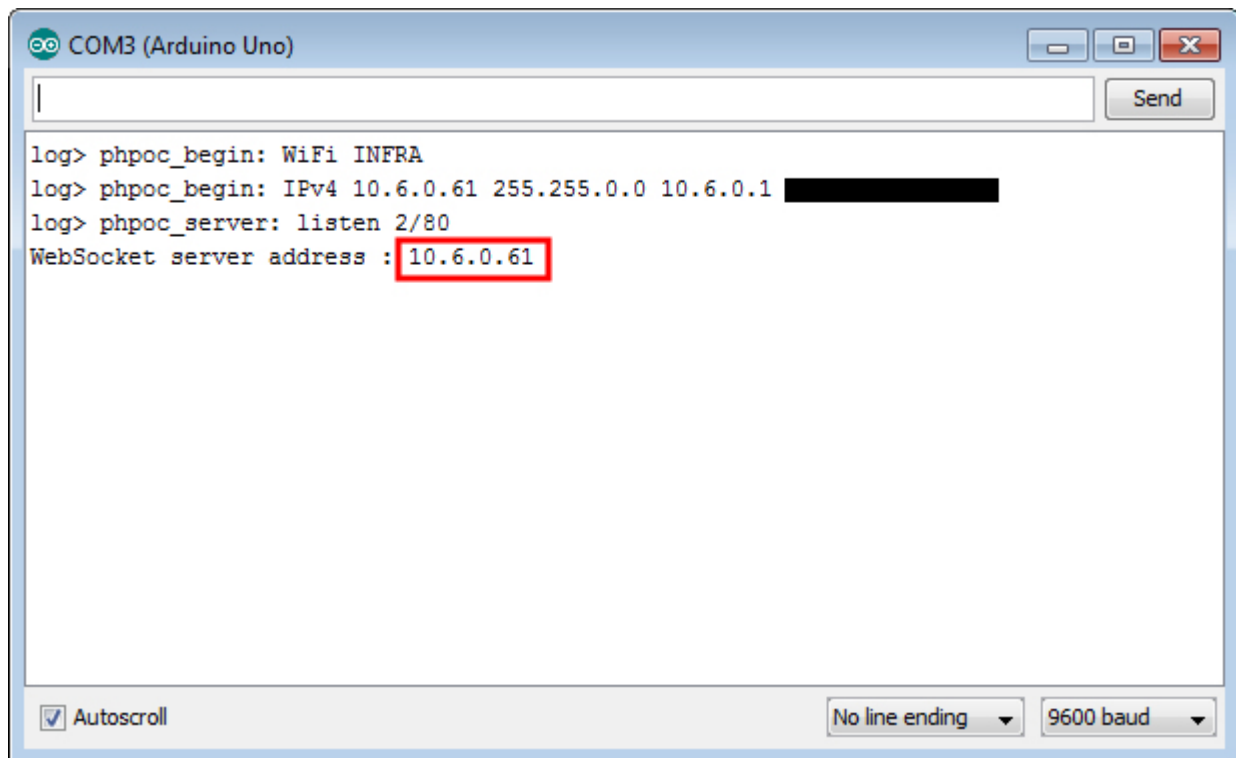 COM3 (Arduino Uno)
Send
log> phpoc_begin: WiFi INFRA
log> phpoc_begin: IPv4 10.6.0.61 255.255.0.0 10.6.0.1
log> phpoc_server: listen 2/80
WebSocket server address : 10.6.0.61
Autoscroll
No line ending
9600 baud